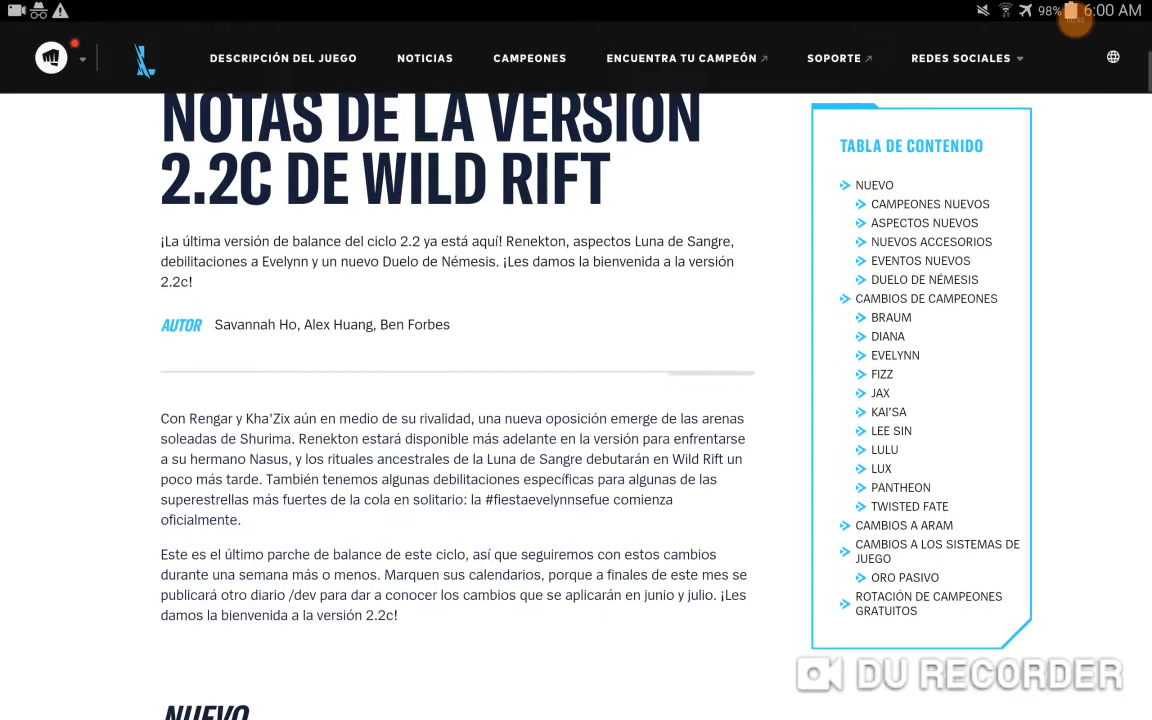 98% 6:00 AM
DESCRIPCIÓN DEL JUEGO NOTICIAS CAMPEONES ENCUENTRA TU CAMPEÓN SOPORTE REDES SOCIALES
NOTAS DE LA VERSIÓN
2.2C DE WILD RIFT
¡La última versión de balance del ciclo 2.2 ya está aquí! Renekton, aspectos Luna de Sangre,
debilitaciones a Evelynn y un nuevo Duelo de Némesis. ¡Les damos la bienvenida a la versión
2.2c!
AUTOR Savannah Ho, Alex Huang, Ben Forbes
Con Rengar y Kha'Zix aún en medio de su rivalidad, una nueva oposición emerge de las arenas
soleadas de Shurima. Renekton estará disponible más adelante en la versión para enfrentarse
a su hermano Nasus, y los rituales ancestrales de la Luna de Sangre debutarán en Wild Rift un
poco más tarde. También tenemos algunas debilitaciones específicas para algunas de las
superestrellas más fuertes de la cola en solitario: la #fiestaevelynnsefue comienza
oficialmente.
Este es el último parche de balance de este ciclo, así que seguiremos con estos cambios
durante una semana más o menos. Marquen sus calendarios, porque a finales de este mes se
publicará otro diario /dev para dar a conocer los cambios que se aplicarán en junio y julio. ¡Les
damos la bienvenida a la versión 2.2c!
NUEVO
TABLA DE CONTENIDO
NUEVO
CAMPEONES NUEVOS
ASPECTOS NUEVOS
NUEVOS ACCESORIOS
EVENTOS NUEVOS
DUELO DE NÉMESIS
CAMBIOS DE CAMPEONES
BRAUM
DIANA
EVELYNN
FIZZ
JAX
KAI'SA
LEE SIN
LULU
LUX
PANTHEON
TWISTED FATE
CAMBIOS A ARAM
CAMBIOS A LOS SISTEMAS DE
JUEGO
ORO PASIVO
ROTACIÓN DE CAMPEONES
GRATUITOS
DU RECORDER